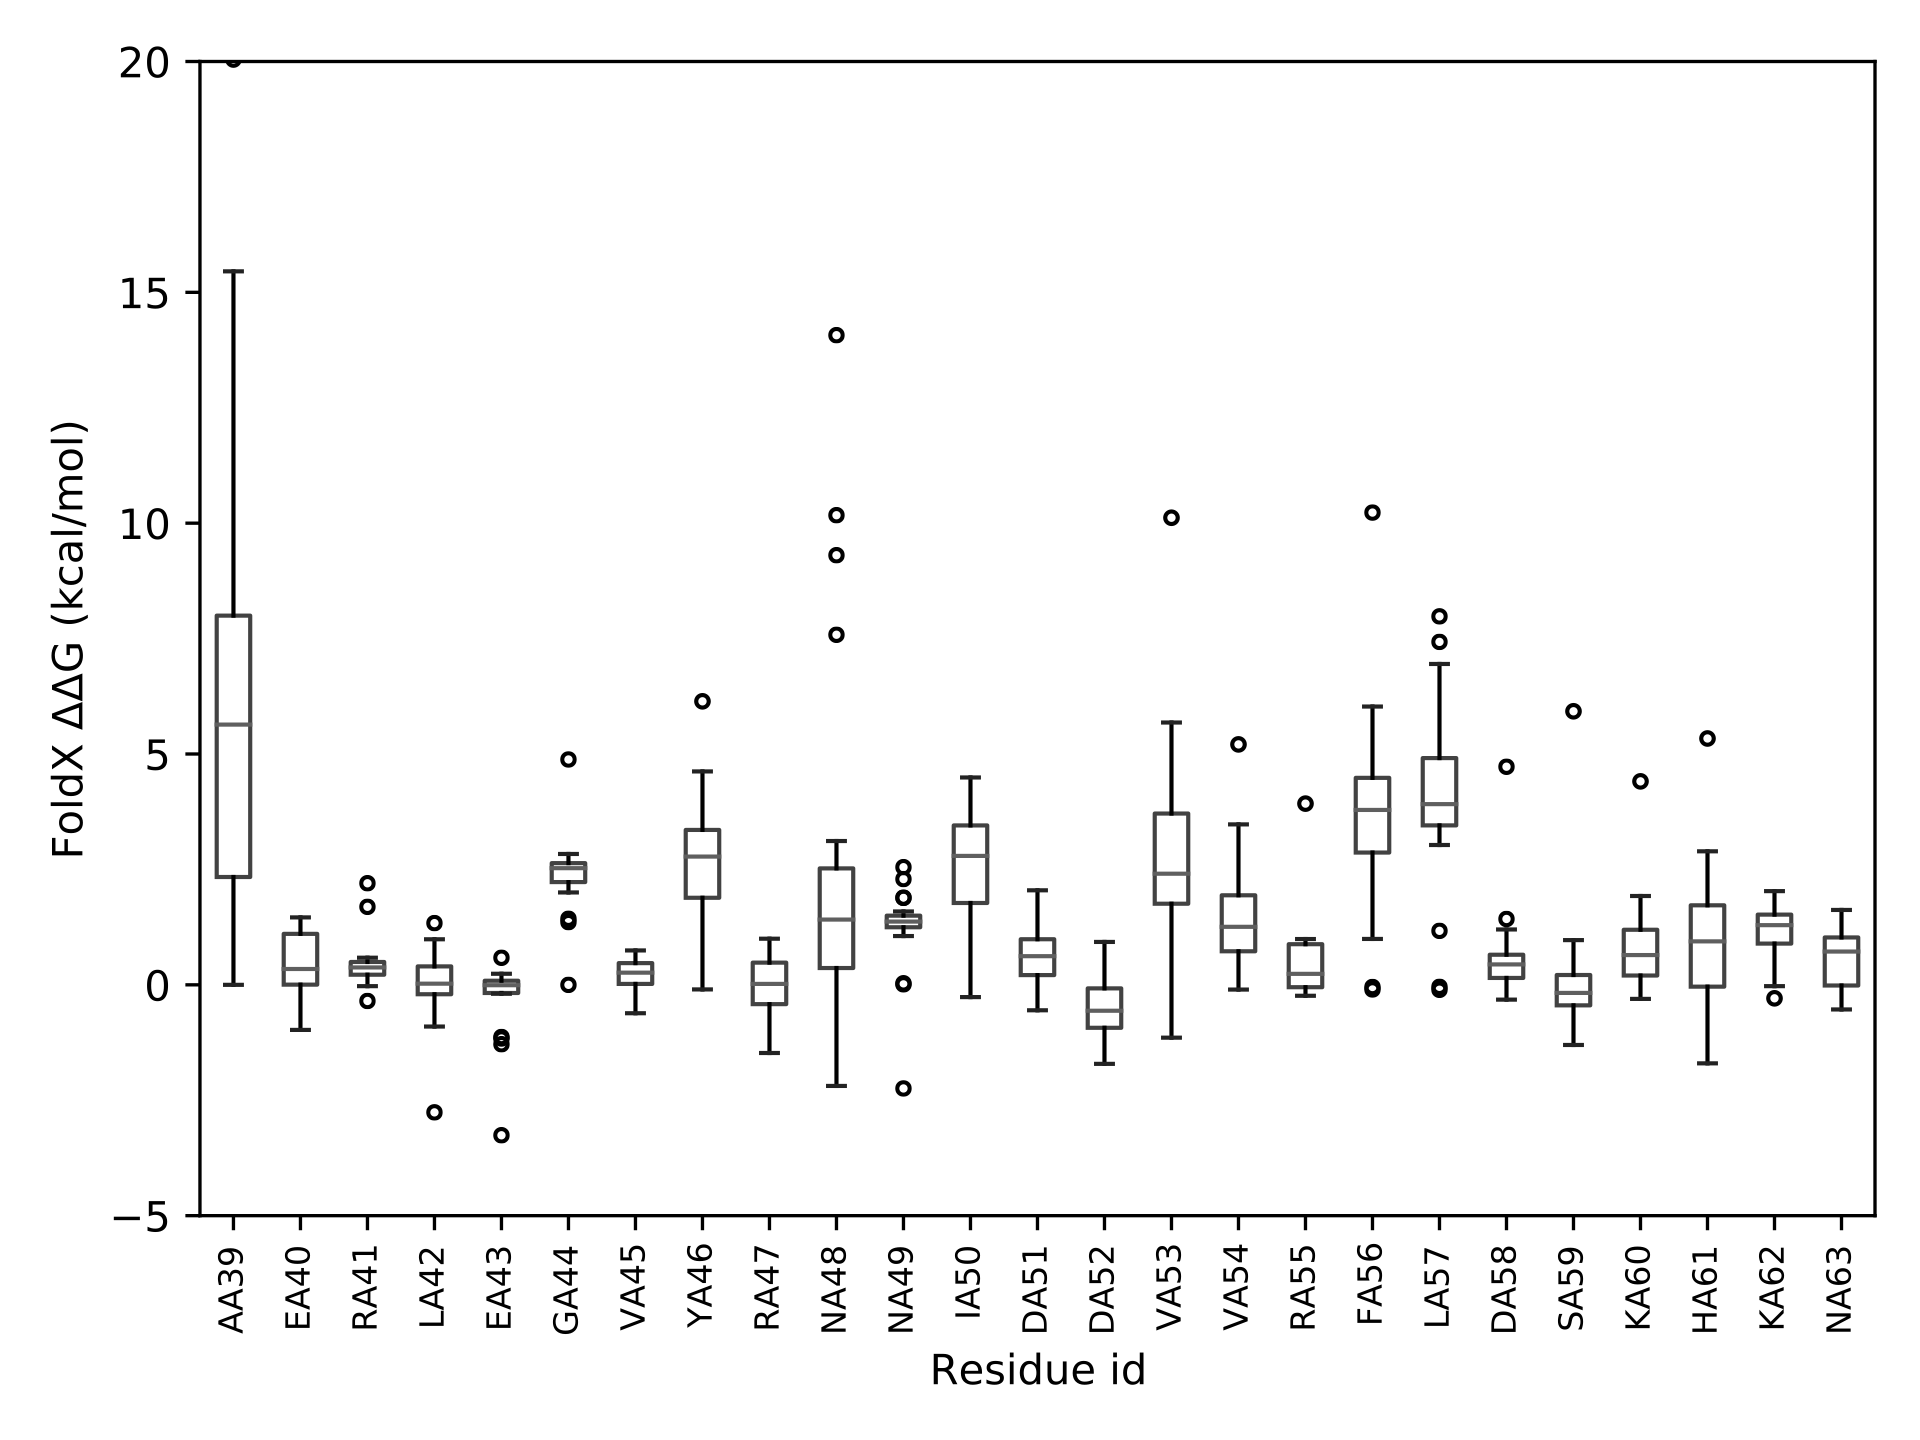 20
15
10
5
0
−5
FoldX ΔΔG (kcal/mol)
AA39
EA40
RA41
LA42
EA43
GA44
VA45
YA46
RA47
NA48
NA49
IA50
DA51
DA52
VA53
VA54
RA55
FA56
LA57
DA58
SA59
KA60
HA61
KA62
NA63
Residue id